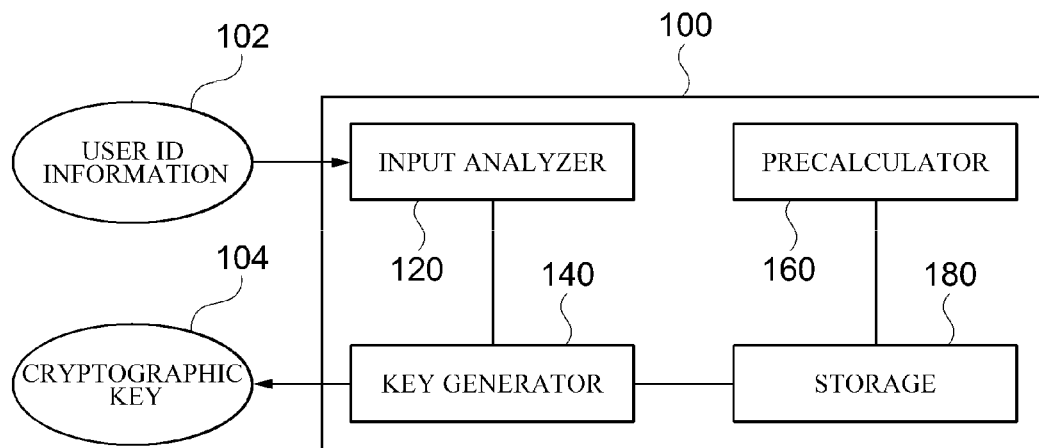 102
100
USER ID
INFORMATION
INPUT ANALYZER
PRECALCULATOR
120
160
104
140
180
CRYPTOGRAPHIC
KEY
KEY GENERATOR
STORAGE